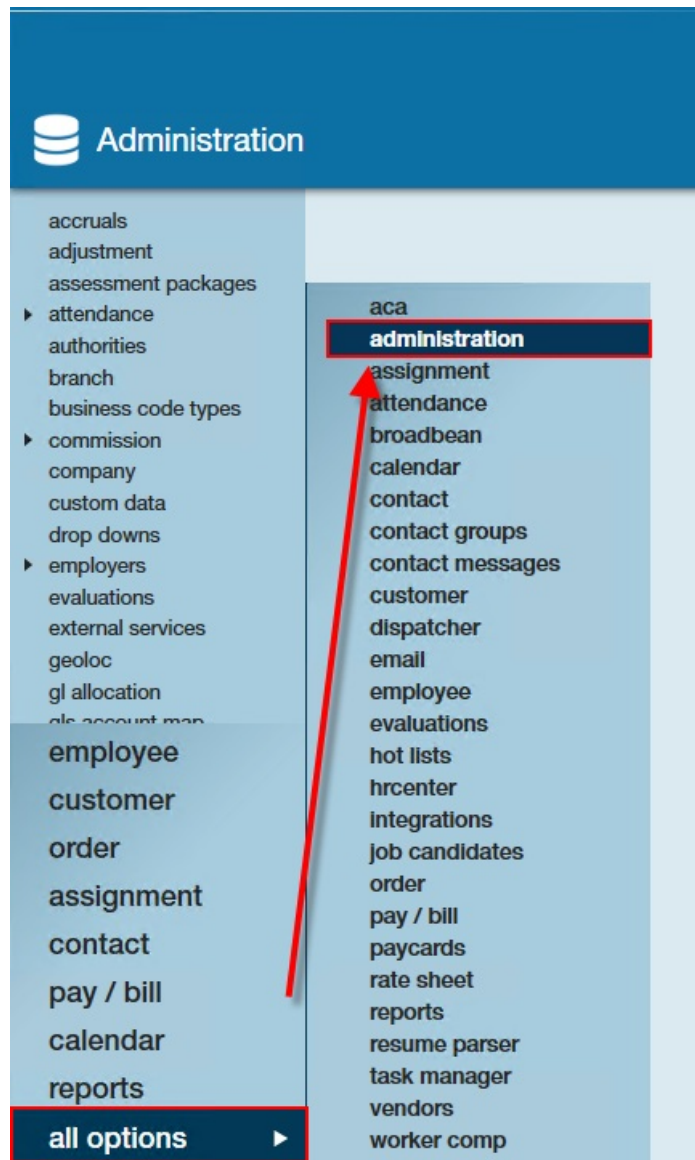 Administration
accruals
adjustment
assessment packages
attendance
authorities
branch
business code types
commission
company
custom data
drop downs
employers
evaluations
external services
geoloc
gl allocation
gls account map
employee
customer
order
assignment
contact
pay / bill
calendar
reports
all options
aca
administration
assignment
attendance
broadbean
calendar
contact
contact groups
contact messages
customer
dispatcher
email
employee
evaluations
hot lists
hrcenter
integrations
job candidates
order
pay / bill
paycards
rate sheet
reports
resume parser
task manager
vendors
worker comp